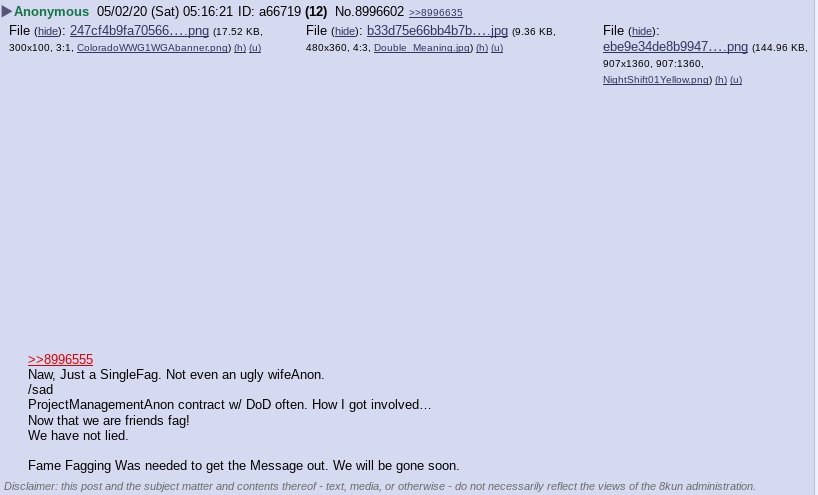 ▶Anonymous 05/02/20 (Sat) 05:16:21 ID: a66719 (12) No.8996602 >>8996635
File (hide): 247cf4b9fa70566….png (17.52 KB, 300x100, 3:1, ColoradoWWG1WGAbanner.png) (h) (u)
File (hide): b33d75e66bb4b7b….jpg (9.36 KB, 480x360, 4:3, Double_Meaning.jpg) (h) (u)
File (hide): ebe9e34de8b9947….png (144.96 KB, 907x1360, 907:1360, NightShift01Yellow.png) (h) (u)
>>8996555
Naw, Just a SingleFag. Not even an ugly wifeAnon.
/sad
ProjectManagementAnon contract w/ DoD often. How I got involved…
Now that we are friends fag!
We have not lied.
Fame Fagging Was needed to get the Message out. We will be gone soon.
Disclaimer: this post and the subject matter and contents thereof - text, media, or otherwise - do not necessarily reflect the views of the 8kun administration.